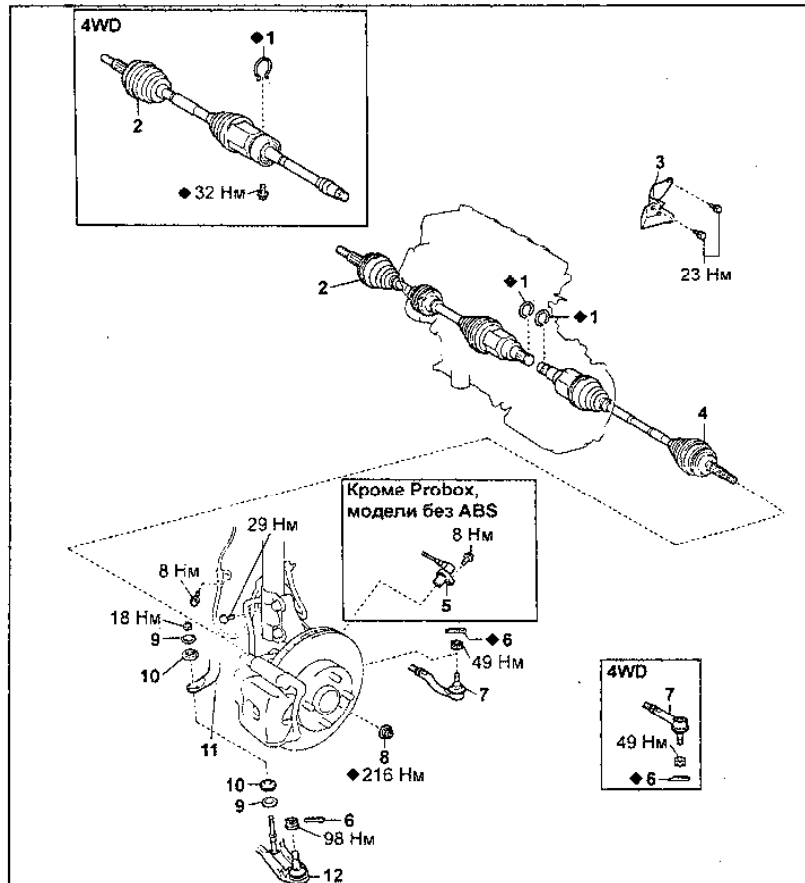 4WD
◆1
2
◆32 Нм
3
23 Нм
2
◆1
◆1
4
Кроме Probox,
модели без ABS
8 Нм
5
29 Нм
8 Нм
18 Нм
9
10
11
◆6
49 Нм
7
8
◆216 Нм
4WD
7
49 Нм
◆6
10
9
6
98 Нм
12